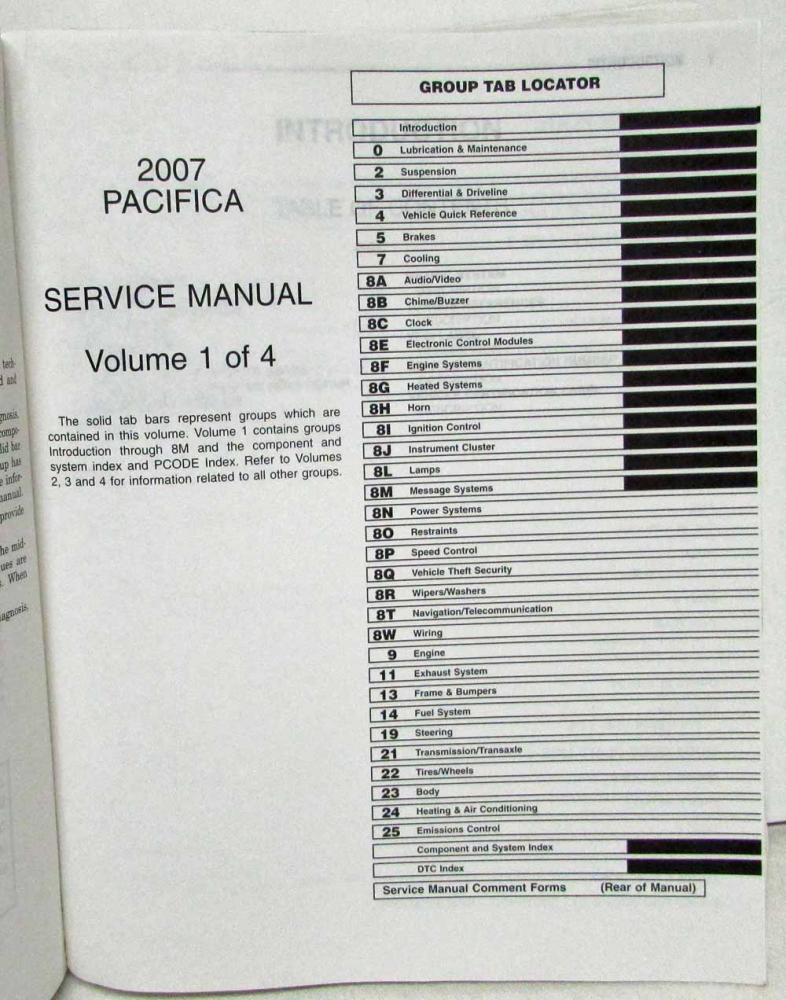 2007
PACIFICA
SERVICE MANUAL
Volume 1 of 4
The solid tab bars represent groups which are
contained in this volume. Volume 1 contains groups
Introduction through 8M and the component and
system index and PCODE Index. Refer to Volumes
2, 3 and 4 for information related to all other groups.
GROUP TAB LOCATOR
Introduction
0 Lubrication & Maintenance
2 Suspension
3 Differential & Driveline
4 Vehicle Quick Reference
5 Brakes
7 Cooling
8A Audio/Video
8B Chime/Buzzer
8C Clock
8E Electronic Control Modules
8F Engine Systems
8G Heated Systems
8H Horn
8I Ignition Control
8J Instrument Cluster
8L Lamps
8M Message Systems
8N Power Systems
8O Restraints
8P Speed Control
8Q Vehicle Theft Security
8R Wipers/Washers
8T Navigation/Telecommunication
8W Wiring
9 Engine
11 Exhaust System
13 Frame & Bumpers
14 Fuel System
19 Steering
21 Transmission/Transaxle
22 Tires/Wheels
23 Body
24 Heating & Air Conditioning
25 Emissions Control
Component and System Index
DTC Index
Service Manual Comment Forms (Rear of Manual)